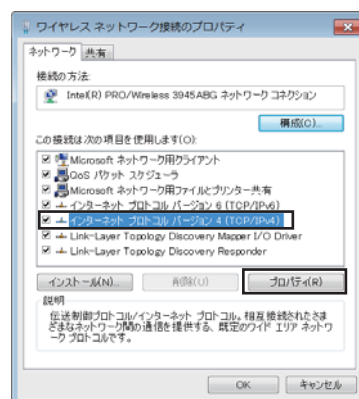 ワイヤレス ネットワーク接続のプロパティ
ネットワーク 共有
接続の方法:
Intel(R) PRO/Wireless 3945ABG ネットワーク コネクション
構成(C)...
この接続は次の項目を使用します(O):
Microsoft ネットワーク用クライアント
QoS パケット スケジューラ
Microsoft ネットワーク用ファイルとプリンター共有
インターネット プロトコル バージョン 6 (TCP/IPv6)
インターネット プロトコル バージョン 4 (TCP/IPv4)
Link-Layer Topology Discovery Mapper I/O Driver
Link-Layer Topology Discovery Responder
インストール(N)... 削除(U) プロパティ(R)
説明
伝送制御プロトコル/インターネット プロトコル。相互接続されたさ
まざまなネットワーク間の通信を提供する、既定のワイド エリア ネットワ
ーク プロトコルです。
OK キャンセル